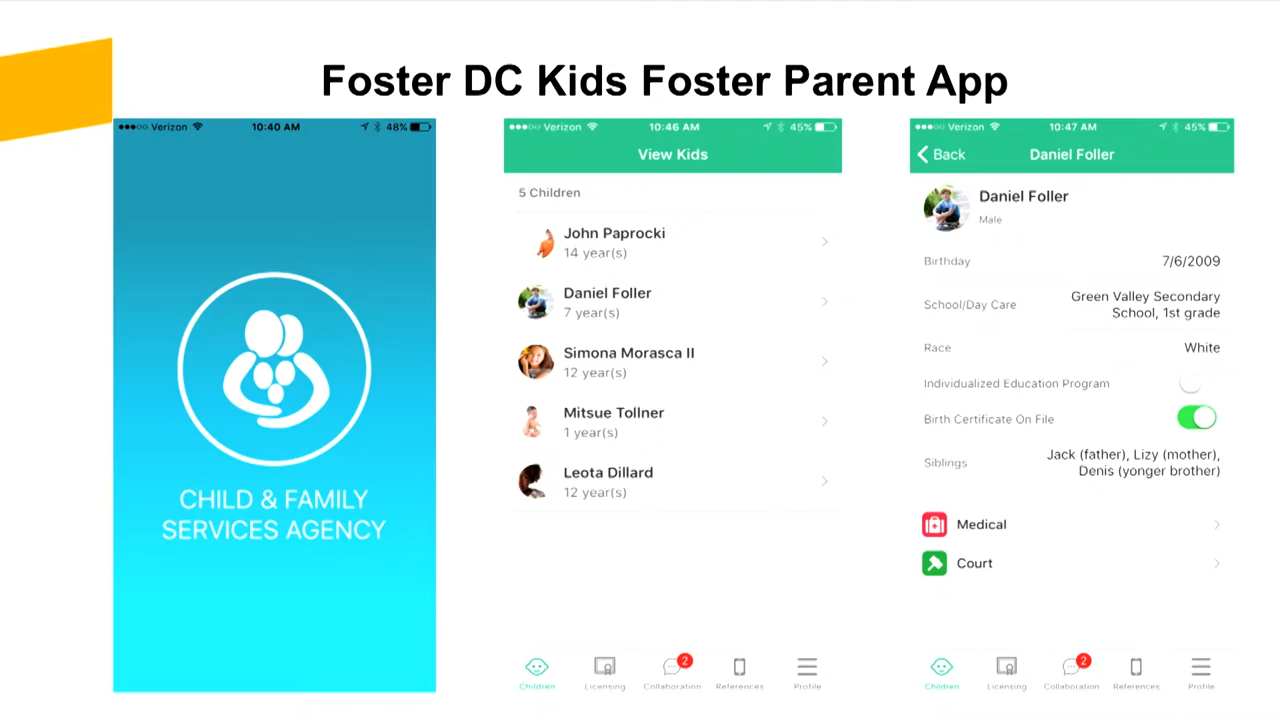 Foster DC Kids Foster Parent App
Verizon 10:40 AM 48%
CHILD & FAMILY
SERVICES AGENCY
Verizon 10:46 AM 45%
View Kids
5 Children
John Paprocki
14 year(s)
Daniel Foller
7 year(s)
Simona Morasca II
12 year(s)
Mitsue Tollner
1 year(s)
Leota Dillard
12 year(s)
2
Children Licensing Collaboration References Profile
Verizon 10:47 AM 45%
Back Daniel Foller
Daniel Foller
Male
Birthday 7/6/2009
School/Day Care Green Valley Secondary
School, 1st grade
Race White
Individualized Education Program
Birth Certificate On File
Siblings Jack (father), Lizy (mother),
Denis (yonger brother)
Medical
Court
2
Children Licensing Collaboration References Profile